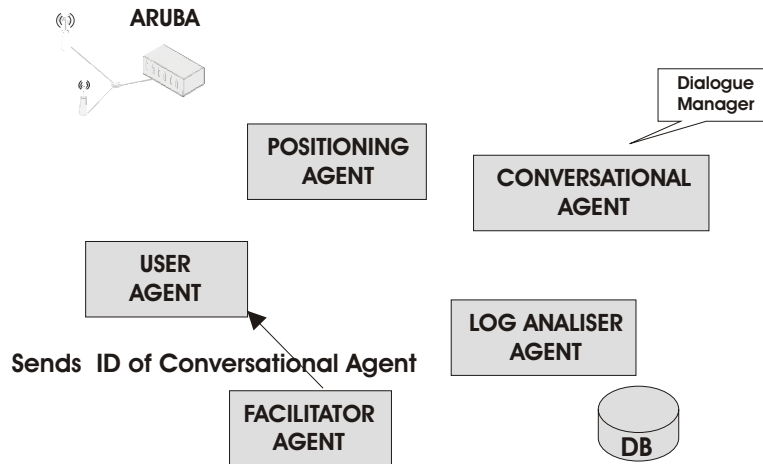 ARUBA
Dialogue
Manager
POSITIONING
AGENT
CONVERSATIONAL
AGENT
USER
AGENT
LOG ANALISER
AGENT
Sends ID of Conversational Agent
FACILITATOR
AGENT
DB